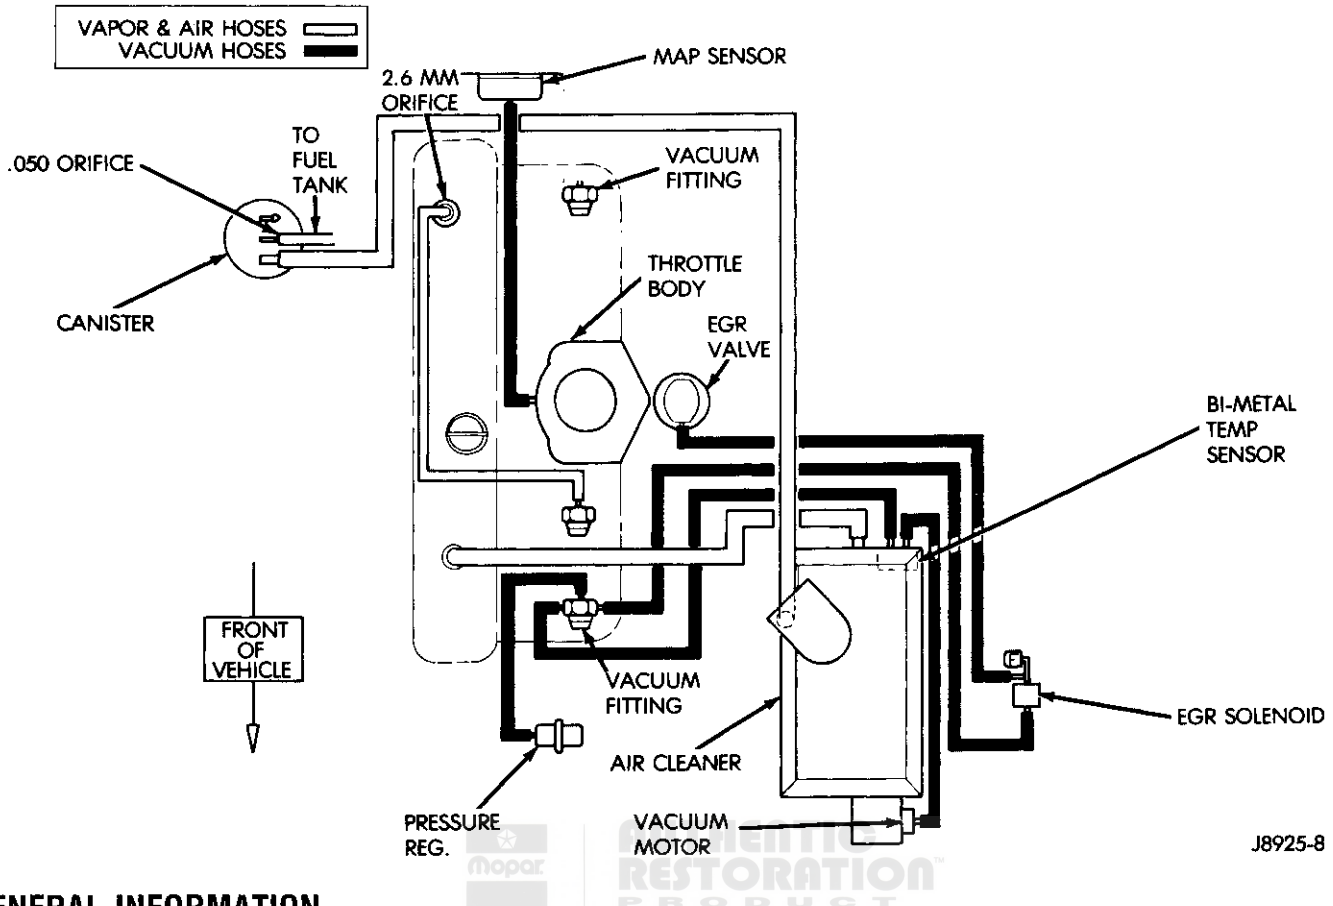 VAPOR & AIR HOSES
VACUUM HOSES
MAP SENSOR
2.6 MM
ORIFICE
TO
FUEL
TANK
.050 ORIFICE
VACUUM
FITTING
CANISTER
THROTTLE
BODY
EGR
VALVE
BI-METAL
TEMP
SENSOR
FRONT
OF
VEHICLE
VACUUM
FITTING
EGR SOLENOID
AIR CLEANER
PRESSURE
REG.
VACUUM
MOTOR
J8925-8
Mopar
AUTHENTIC
RESTORATION™
PRODUCT
ENERAL INFORMATION